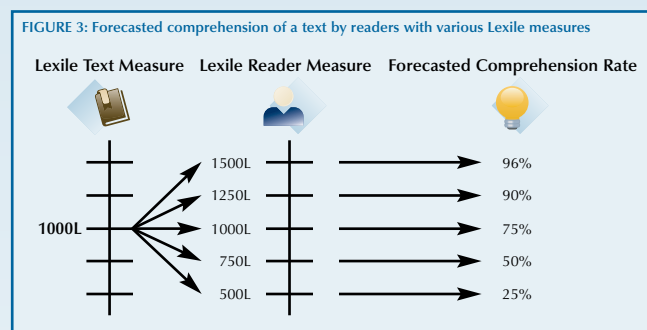 FIGURE 3: Forecasted comprehension of a text by readers with various Lexile measures
Lexile Text Measure Lexile Reader Measure Forecasted Comprehension Rate
1500L 96%
1250L 90%
1000L 1000L 75%
750L 50%
500L 25%